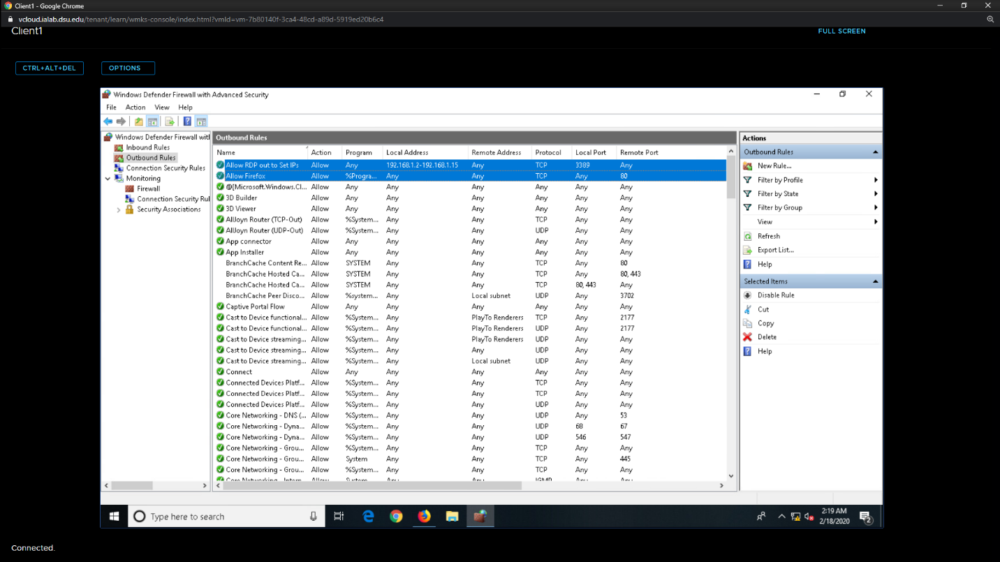 Client1 - Google Chrome
vcloud.ialab.dsu.edu/tenant/learn/wmks-console/index.html?vmId=vm-7b80140f-3ca4-48cd-a89d-5919ed20b6c4
Client1
FULL SCREEN
CTRL+ALT+DEL
OPTIONS
Windows Defender Firewall with Advanced Security
File Action View Help
Windows Defender Firewall with
Inbound Rules
Outbound Rules
Connection Security Rules
Monitoring
Firewall
Connection Security Rul
Security Associations
Outbound Rules
Name Action Program Local Address Remote Address Protocol Local Port Remote Port
Allow RDP out to Set IPs Allow Any 192.168.1.2-192.168.1.15 Any TCP 3389 Any
Allow Firefox Allow %Progra... Any Any TCP Any 80
@[Microsoft.Windows.Cl... Allow Any Any Any Any Any Any
3D Builder Allow Any Any Any Any Any Any
3D Viewer Allow Any Any Any Any Any Any
AllJoyn Router (TCP-Out) Allow %System... Any Any TCP Any Any
AllJoyn Router (UDP-Out) Allow %System... Any Any UDP Any Any
App connector Allow Any Any Any Any Any Any
App Installer Allow Any Any Any Any Any Any
BranchCache Content Re... Allow SYSTEM Any Any TCP Any 80
BranchCache Hosted Ca... Allow SYSTEM Any Any TCP Any 80, 443
BranchCache Hosted Ca... Allow SYSTEM Any Any TCP 80, 443 Any
BranchCache Peer Disco... Allow %system... Any Local subnet UDP Any 3702
Captive Portal Flow Allow Any Any Any Any Any Any
Cast to Device functional... Allow %System... Any PlayTo Renderers TCP Any 2177
Cast to Device functional... Allow %System... Any PlayTo Renderers UDP Any 2177
Cast to Device streaming... Allow %System... Any PlayTo Renderers UDP Any Any
Cast to Device streaming... Allow %System... Any Any UDP Any Any
Cast to Device streaming... Allow %System... Any Local subnet UDP Any Any
Connect Allow Any Any Any Any Any Any
Connected Devices Platf... Allow %System... Any Any TCP Any Any
Connected Devices Platf... Allow %System... Any Any TCP Any Any
Connected Devices Platf... Allow %System... Any Any UDP Any Any
Core Networking - DNS (... Allow %System... Any Any UDP Any 53
Core Networking - Dyna... Allow %System... Any Any UDP 68 67
Core Networking - Dyna... Allow %System... Any Any UDP 546 547
Core Networking - Grou... Allow %System... Any Any TCP Any Any
Core Networking - Grou... Allow System Any Any TCP Any 445
Core Networking - Grou... Allow %System... Any Any TCP Any Any
Core Networking - Intern... Allow System Any Any IGMP Any Any
Actions
Outbound Rules
New Rule...
Filter by Profile
Filter by State
Filter by Group
View
Refresh
Export List...
Help
Selected Items
Disable Rule
Cut
Copy
Delete
Help
Type here to search
2:19 AM
2/18/2020
2
Connected.